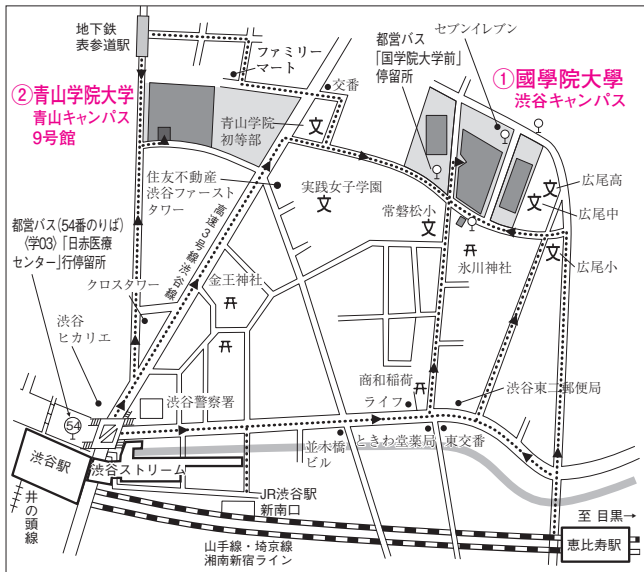 地下鉄
表参道駅
ファミリー
マート
交番
都営バス
「国学院大学前」
停留所
セブンイレブン
①國學院大學
渋谷キャンパス
②青山学院大学
青山キャンパス
9号館
青山学院
初等部
文
住友不動産
渋谷ファースト
タワー
実践女子学園
文
常磐松小
文
文
広尾高
文
広尾中
文
広尾小
都営バス(54番のりば)
(学03)「日赤医療
センター」行停留所
高速3号線渋谷線
金王神社
氷川神社
クロスタワー
渋谷
ヒカリエ
商和稲荷
ライフ
渋谷東二郵便局
渋谷警察署
54
並木橋
ビル
ときわ堂薬局
東交番
渋谷駅
渋谷ストリーム
井の頭線
JR渋谷駅
新南口
山手線・埼京線
湘南新宿ライン
至 目黒→
恵比寿駅